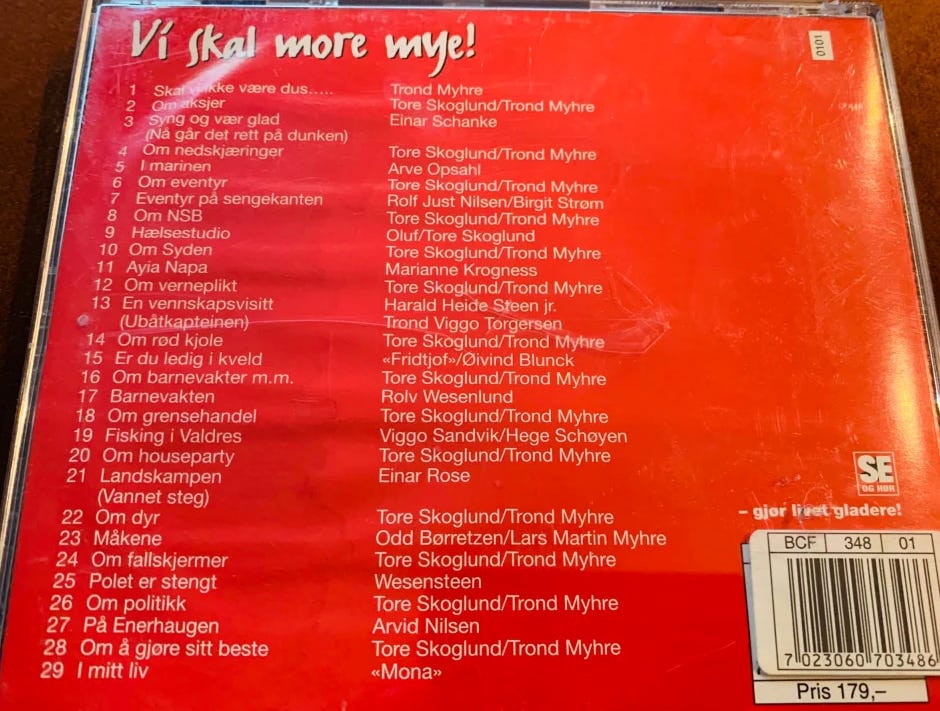 Vi skal more mye!
0101
1 Skal vi ikke være dus..... Trond Myhre
2 Om aksjer Tore Skoglund/Trond Myhre
3 Syng og vær glad Einar Schanke
(Nå går det rett på dunken)
4 Om nedskjæringer Tore Skoglund/Trond Myhre
5 I marinen Arve Opsahl
6 Om eventyr Tore Skoglund/Trond Myhre
7 Eventyr på sengekanten Rolf Just Nilsen/Birgit Strøm
8 Om NSB Tore Skoglund/Trond Myhre
9 Hælsestudio Oluf/Tore Skoglund
10 Om Syden Tore Skoglund/Trond Myhre
11 Ayia Napa Marianne Krogness
12 Om verneplikt Tore Skoglund/Trond Myhre
13 En vennskapsvisitt Harald Heide Steen jr.
(Ubåtkapteinen) Trond Viggo Torgersen
14 Om rød kjole Tore Skoglund/Trond Myhre
15 Er du ledig i kveld «Fridtjof»/Øivind Blunck
16 Om barnevakter m.m. Tore Skoglund/Trond Myhre
17 Barnevakten Rolv Wesenlund
18 Om grensehandel Tore Skoglund/Trond Myhre
19 Fisking i Valdres Viggo Sandvik/Hege Schøyen
20 Om houseparty Tore Skoglund/Trond Myhre
21 Landskampen Einar Rose
(Vannet steg)
22 Om dyr Tore Skoglund/Trond Myhre
23 Måkene Odd Børretzen/Lars Martin Myhre
24 Om fallskjermer Tore Skoglund/Trond Myhre
25 Polet er stengt Wesensteen
26 Om politikk Tore Skoglund/Trond Myhre
27 På Enerhaugen Arvid Nilsen
28 Om å gjøre sitt beste Tore Skoglund/Trond Myhre
29 I mitt liv «Mona»
SE
OG HØR
– gjør livet gladere!
BCF 348 01
7 023060 703486
Pris 179,–